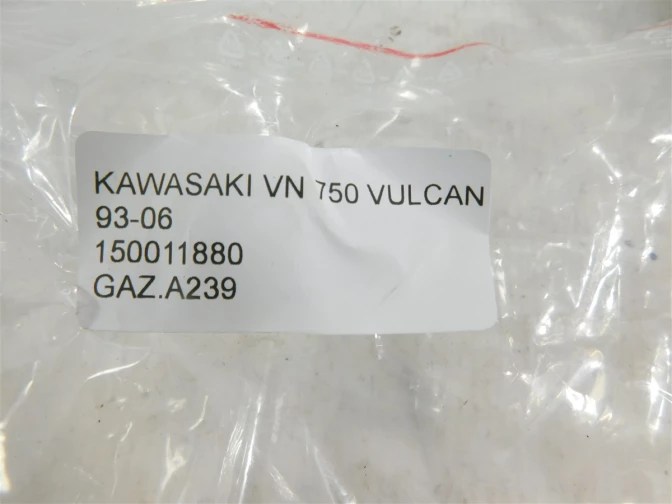 KAWASAKI VN 750 VULCAN
93-06
150011880
GAZ.A239